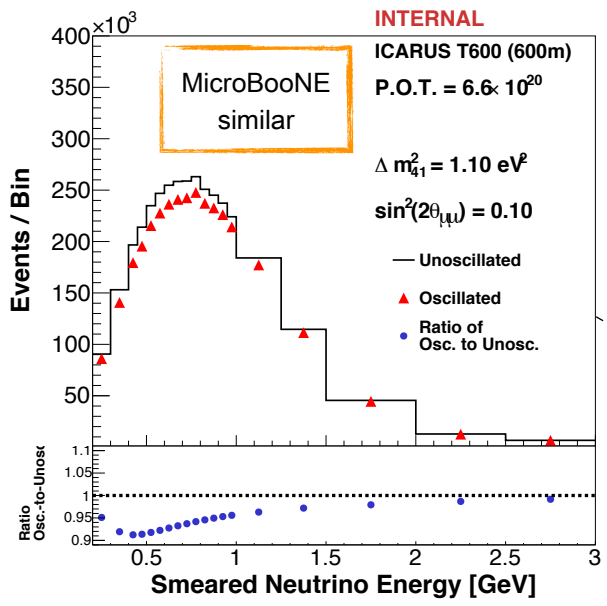 ×10³
INTERNAL
400
350
300
250
200
150
100
50
Events / Bin
MicroBooNE
similar
ICARUS T600 (600m)
P.O.T. = 6.6× 10²⁰
Δ m²₄₁ = 1.10 eV²
sin²(2θμμ) = 0.10
Unoscillated
Oscillated
Ratio of
Osc. to Unosc.
Ratio
Osc.-to-Unosc
1.1
1.05
1
0.95
0.9
0.5
1
1.5
2
2.5
3
Smeared Neutrino Energy [GeV]